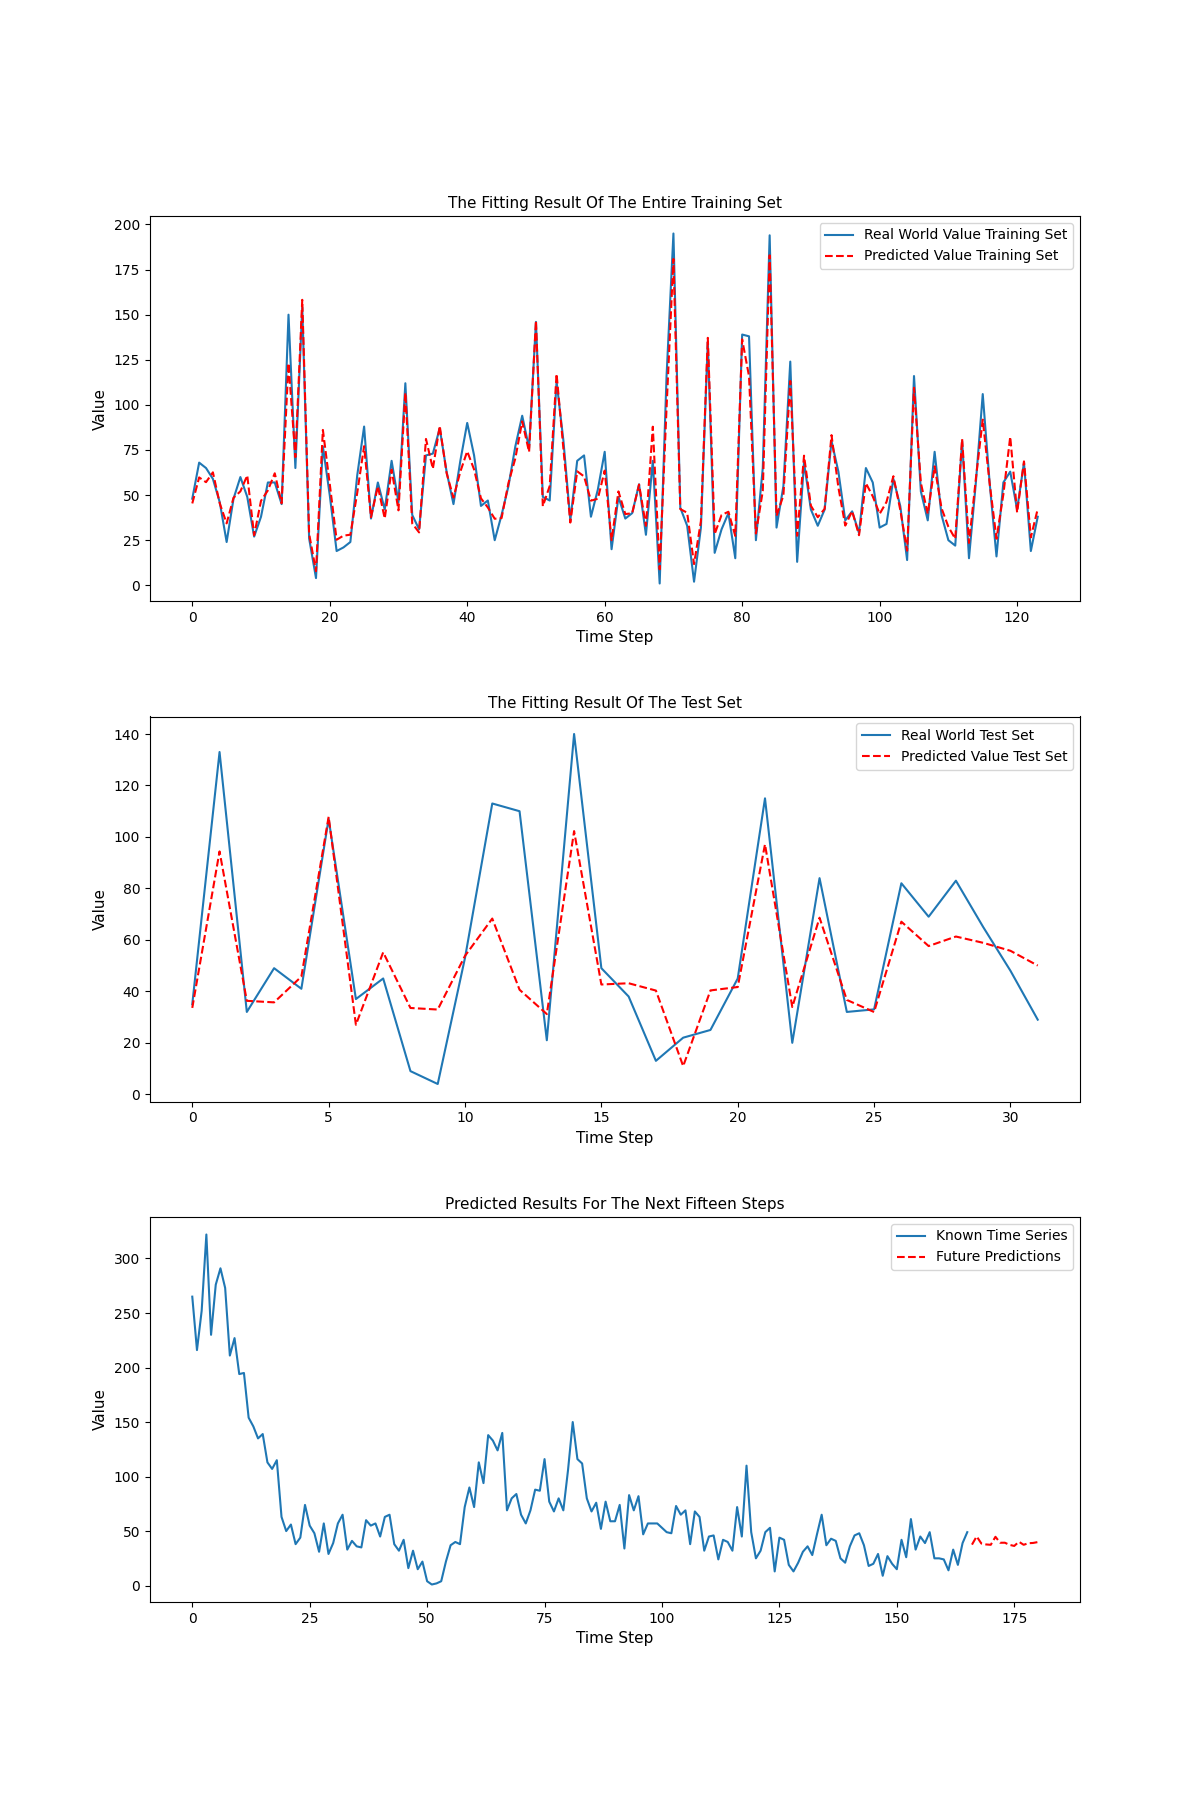 The Fitting Result Of The Entire Training Set
Real World Value Training Set
Predicted Value Training Set
200
175
150
125
100
75
50
25
0
Value
0 20 40 60 80 100 120
Time Step
The Fitting Result Of The Test Set
Real World Test Set
Predicted Value Test Set
140
120
100
80
60
40
20
0
Value
0 5 10 15 20 25 30
Time Step
Predicted Results For The Next Fifteen Steps
Known Time Series
Future Predictions
300
250
200
150
100
50
0
Value
0 25 50 75 100 125 150 175
Time Step